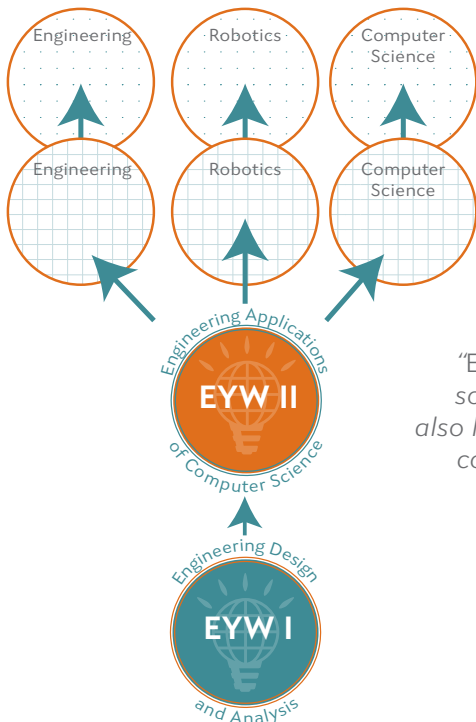 Engineering
Robotics
Computer
Science
Engineering
Robotics
Computer
Science
Engineering Applications
EYW II
of Computer Science
also
Engineering Design
EYW I
and Analysis